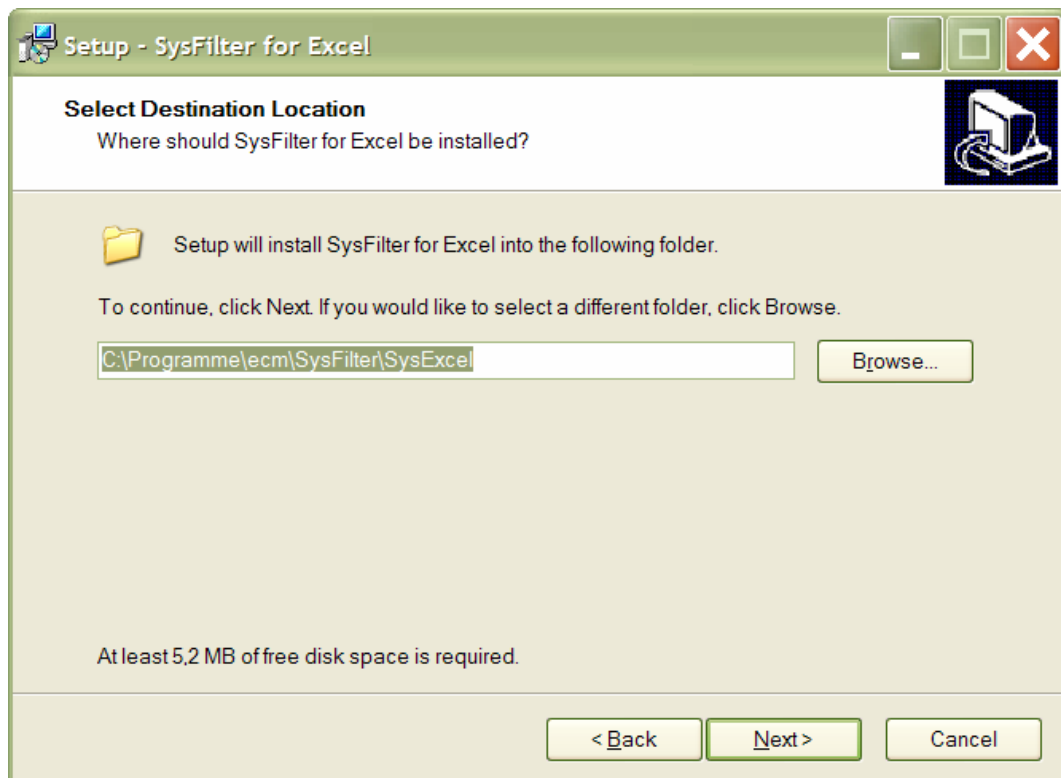 Setup - SysFilter for Excel
Select Destination Location
Where should SysFilter for Excel be installed?
Setup will install SysFilter for Excel into the following folder.
To continue, click Next. If you would like to select a different folder, click Browse.
C:\Programme\ecm\SysFilter\SysExcel
Browse...
At least 5,2 MB of free disk space is required.
< Back
Next >
Cancel